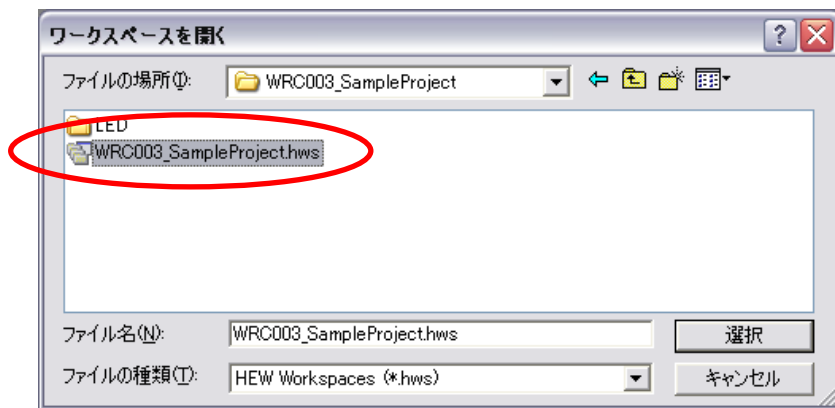 ワークスペースを開く
ファイルの場所(I): WRC003_SampleProject
LED
WRC003_SampleProject.hws
ファイル名(N): WRC003_SampleProject.hws 選択
ファイルの種類(T): HEW Workspaces (*.hws) キャンセル